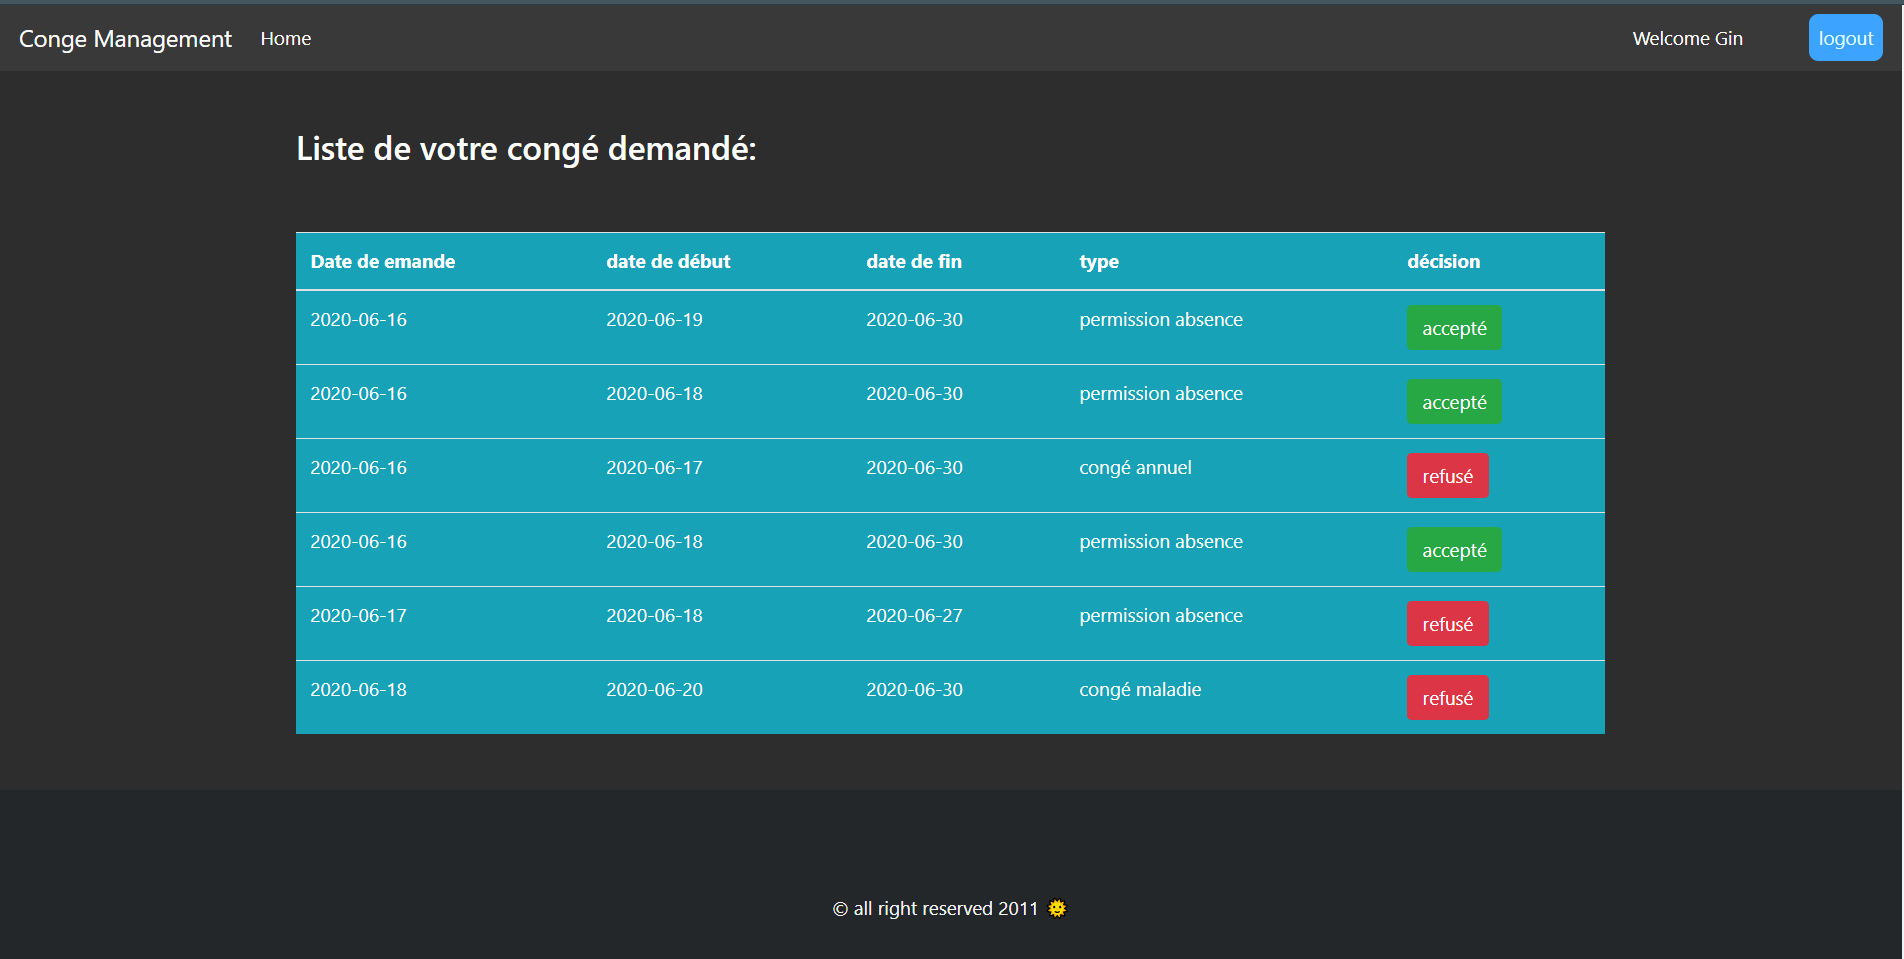 Conge Management Home Welcome Gin logout
Liste de votre congé demandé:
Date de emande date de début date de fin type décision
2020-06-16 2020-06-19 2020-06-30 permission absence accepté
2020-06-16 2020-06-18 2020-06-30 permission absence accepté
2020-06-16 2020-06-17 2020-06-30 congé annuel refusé
2020-06-16 2020-06-18 2020-06-30 permission absence accepté
2020-06-17 2020-06-18 2020-06-27 permission absence refusé
2020-06-18 2020-06-20 2020-06-30 congé maladie refusé
© all right reserved 2011 🌞